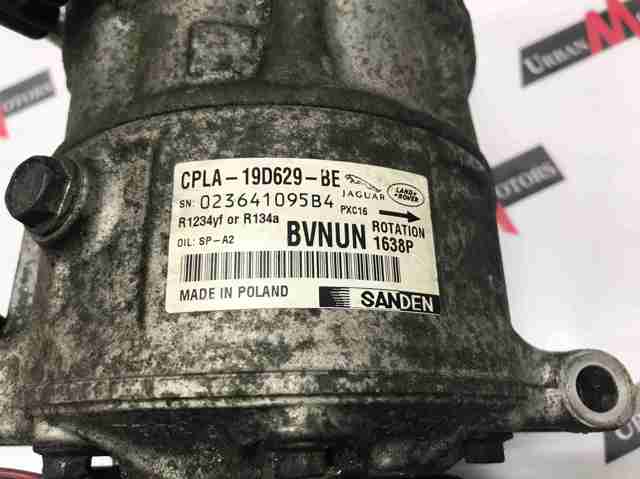 CPLA-19D629-BE
JAGUAR
LAND ROVER
SN: 023641095B4
PXC16
R1234yf or R134a
OIL: SP-A2
BVNUN
ROTATION
1638P
MADE IN POLAND
SANDEN
URBAN M
MOTORS
MOTORS